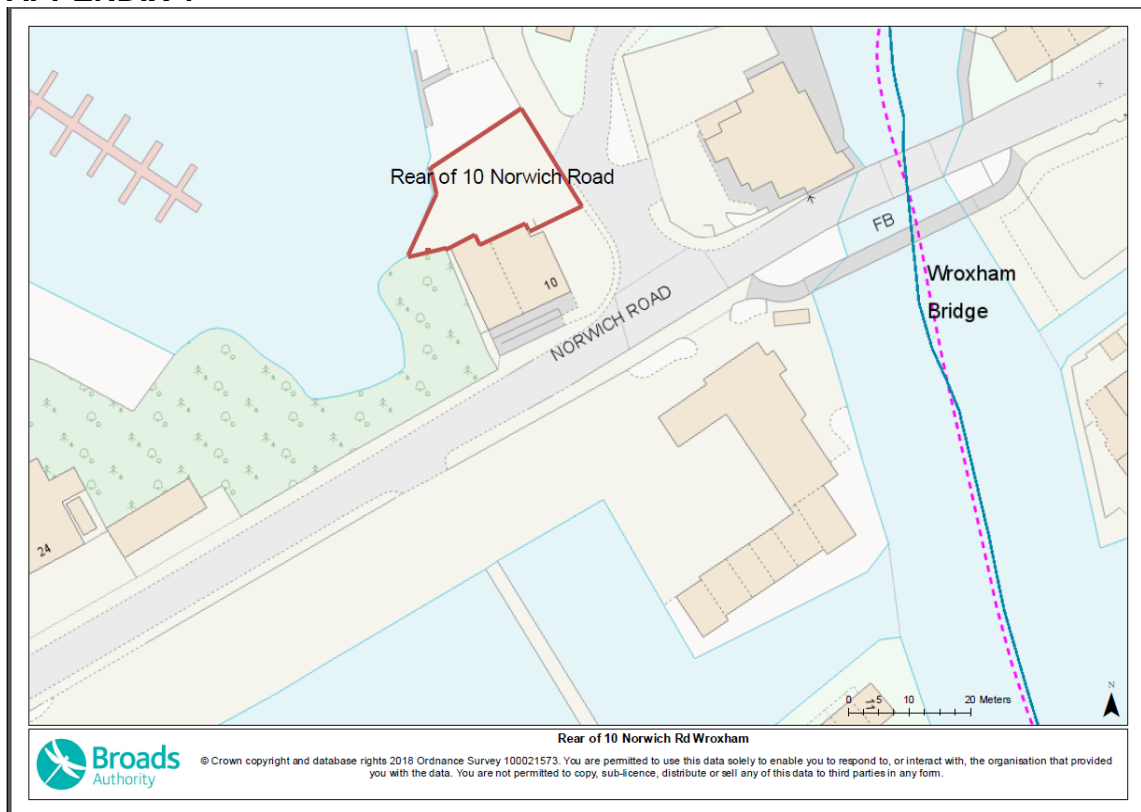 Rear of 10 Norwich Road
10
NORWICH ROAD
FB
Wroxham
Bridge
24
11
0 5 10 20 Meters
N
Rear of 10 Norwich Rd Wroxham
Broads
Authority
© Crown copyright and database rights 2018 Ordnance Survey 100021573. You are permitted to use this data solely to enable you to respond to, or interact with, the organisation that provided
you with the data. You are not permitted to copy, sub-licence, distribute or sell any of this data to third parties in any form.